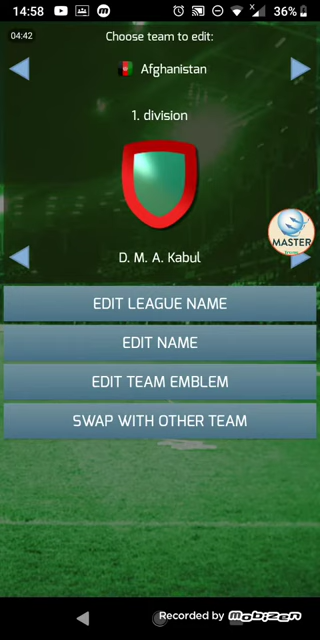 14:58
36%
04:42
Choose team to edit:
Afghanistan
1. division
MASTER
D. M. A. Kabul
EDIT LEAGUE NAME
EDIT NAME
EDIT TEAM EMBLEM
SWAP WITH OTHER TEAM
Recorded by mobizen